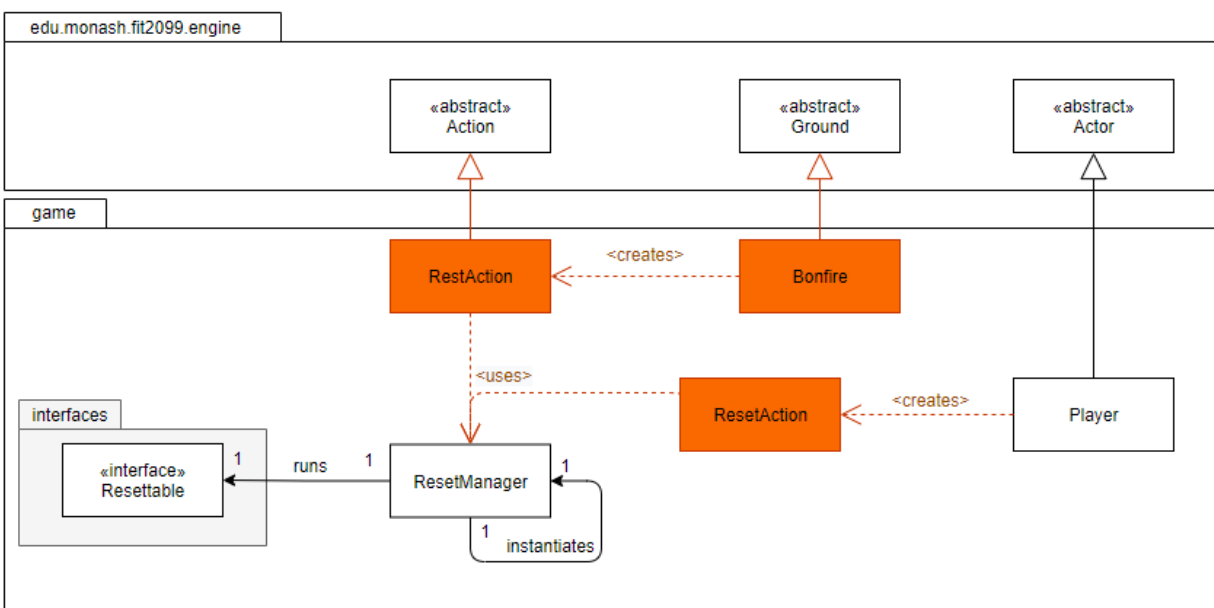 edu.monash.fit2099.engine
«abstract»
Action
«abstract»
Ground
«abstract»
Actor
game
RestAction
<creates>
Bonfire
<uses>
ResetAction
<creates>
Player
interfaces
«interface»
Resettable
1
runs
1
ResetManager
1
1
instantiates